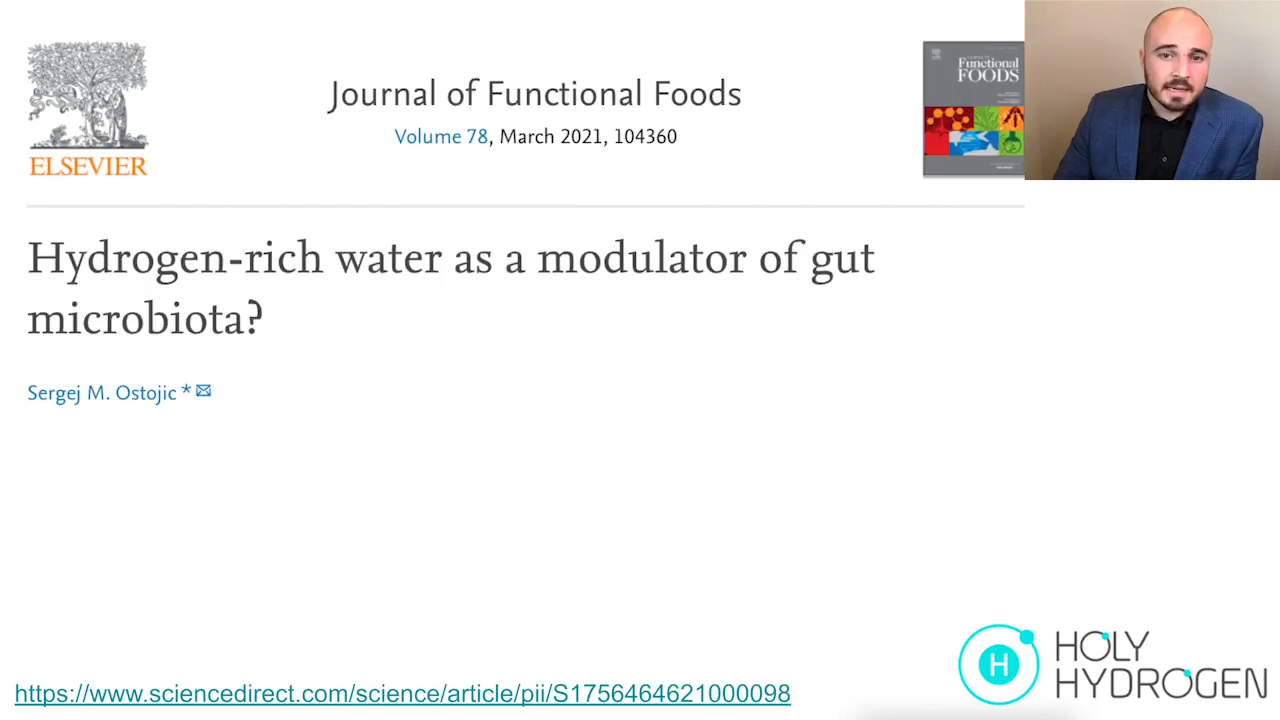 ELSEVIER
Journal of Functional Foods
Volume 78, March 2021, 104360
Functional
FOODS
Hydrogen-rich water as a modulator of gut
microbiota?
Sergej M. Ostojic *
H
HOLY
HYDROGEN
https://www.sciencedirect.com/science/article/pii/S1756464621000098